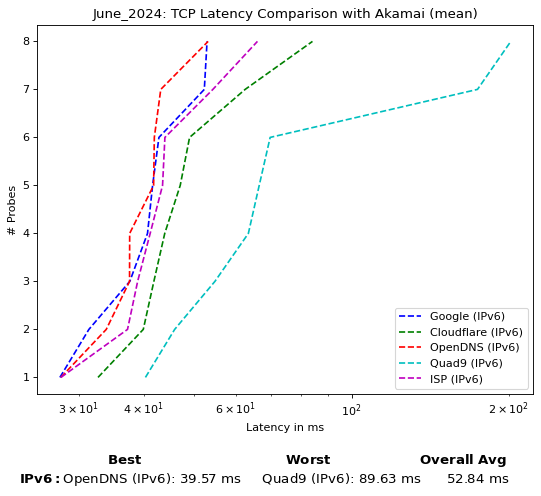 June_2024: TCP Latency Comparison with Akamai (mean)
8
7
6
5
4
3
2
1
# Probes
3 × 10¹
4 × 10¹
6 × 10¹
10²
2 × 10²
Latency in ms
Google (IPv6)
Cloudflare (IPv6)
OpenDNS (IPv6)
Quad9 (IPv6)
ISP (IPv6)
Best Worst Overall Avg
IPv6: OpenDNS (IPv6): 39.57 ms Quad9 (IPv6): 89.63 ms 52.84 ms